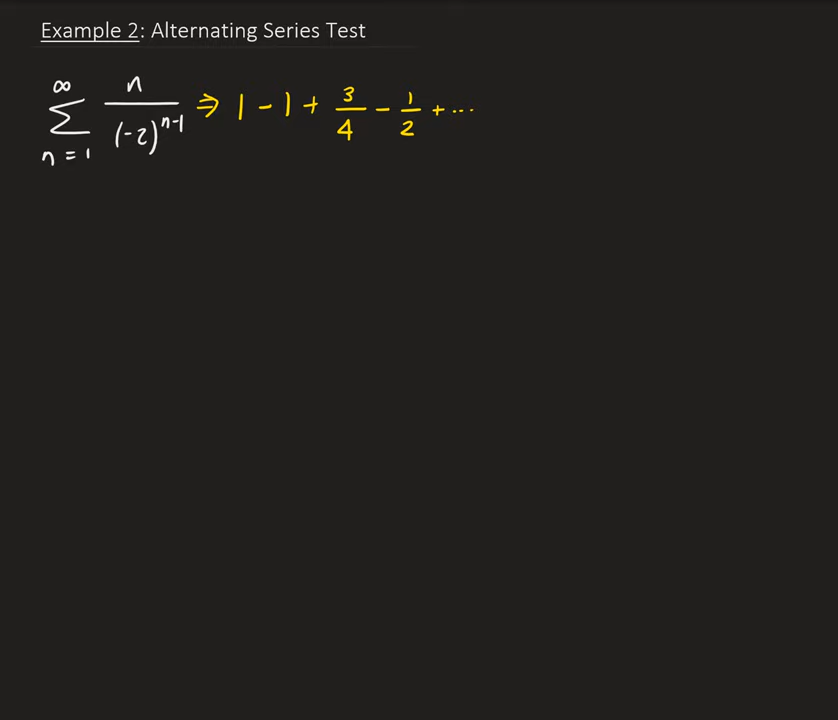 Example 2: Alternating Series Test
∞ Σ n = 1 n / (-2)^(n-1) ⇒ 1 - 1 + 3/4 - 1/2 + ...